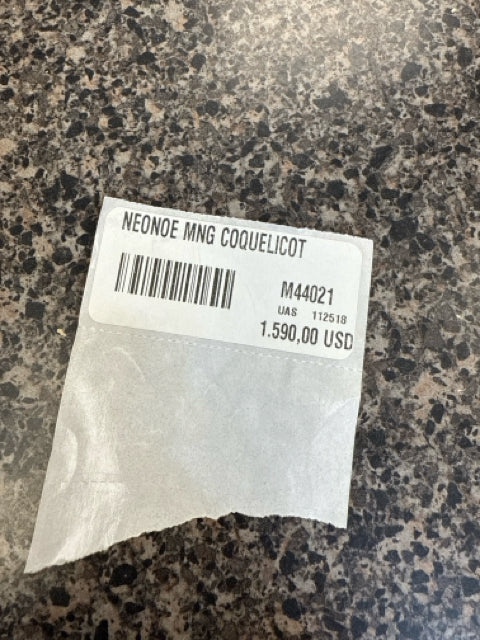 NEONOE MNG COQUELICOT
M44021
UAS 112518
1.590,00 USD